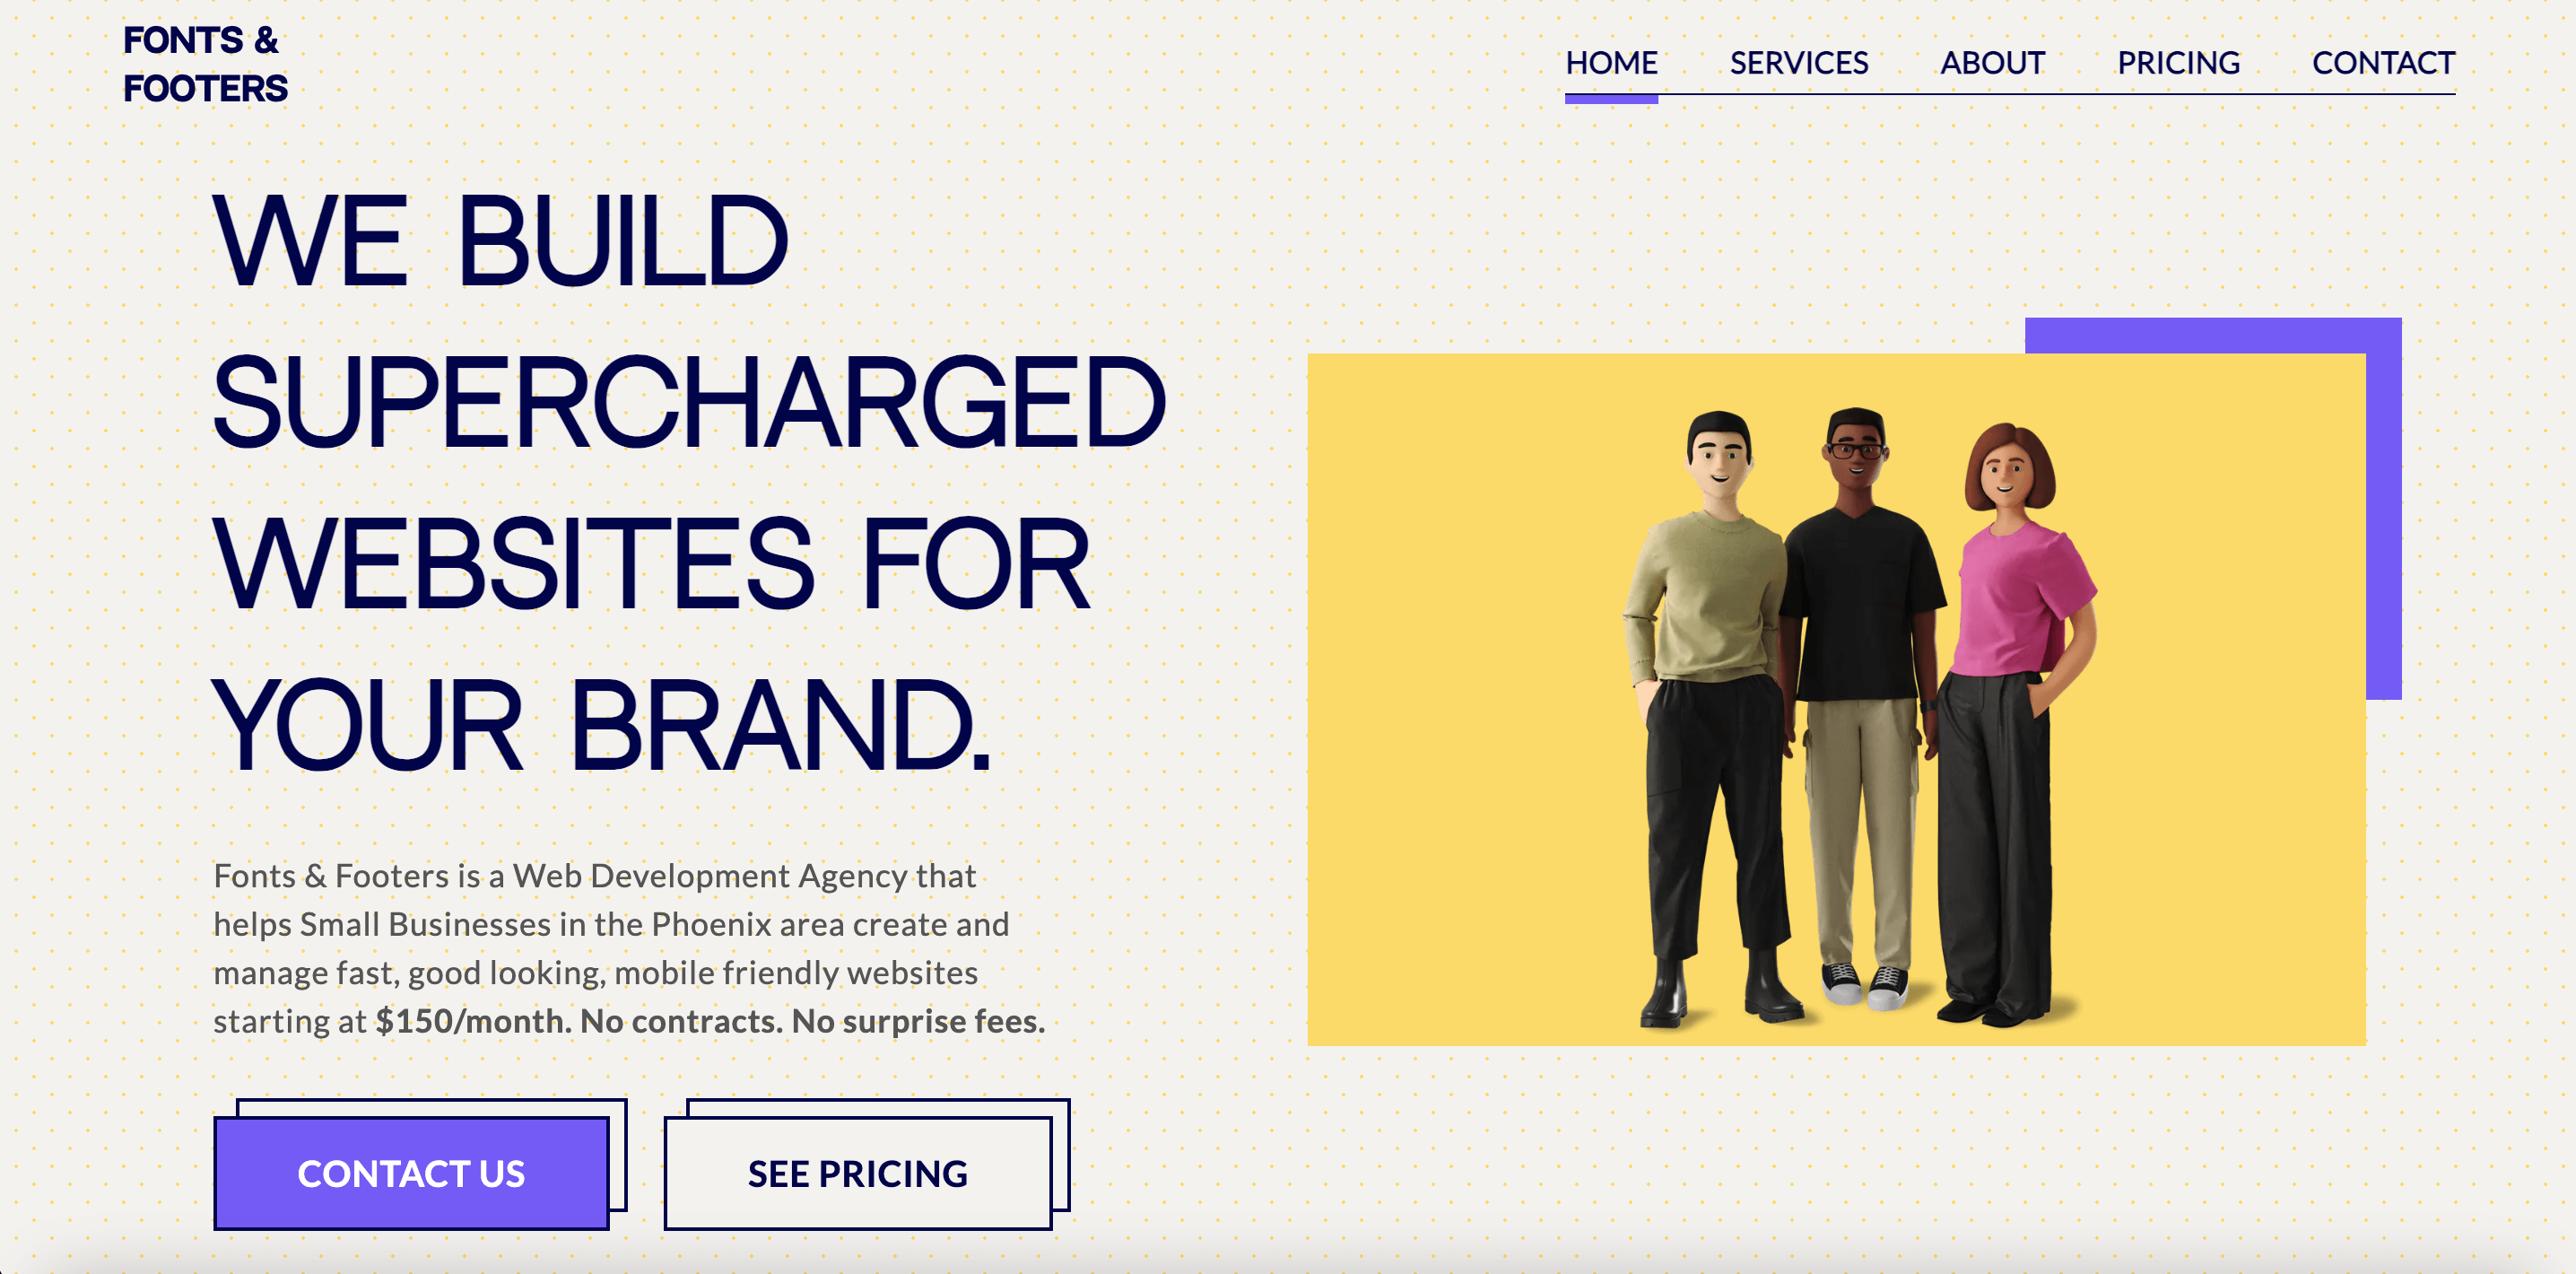 FONTS &
FOOTERS
HOME SERVICES ABOUT PRICING CONTACT
WE BUILD
SUPERCHARGED
WEBSITES FOR
YOUR BRAND.
Fonts & Footers is a Web Development Agency that
helps Small Businesses in the Phoenix area create and
manage fast, good looking, mobile friendly websites
starting at $150/month. No contracts. No surprise fees.
CONTACT US SEE PRICING